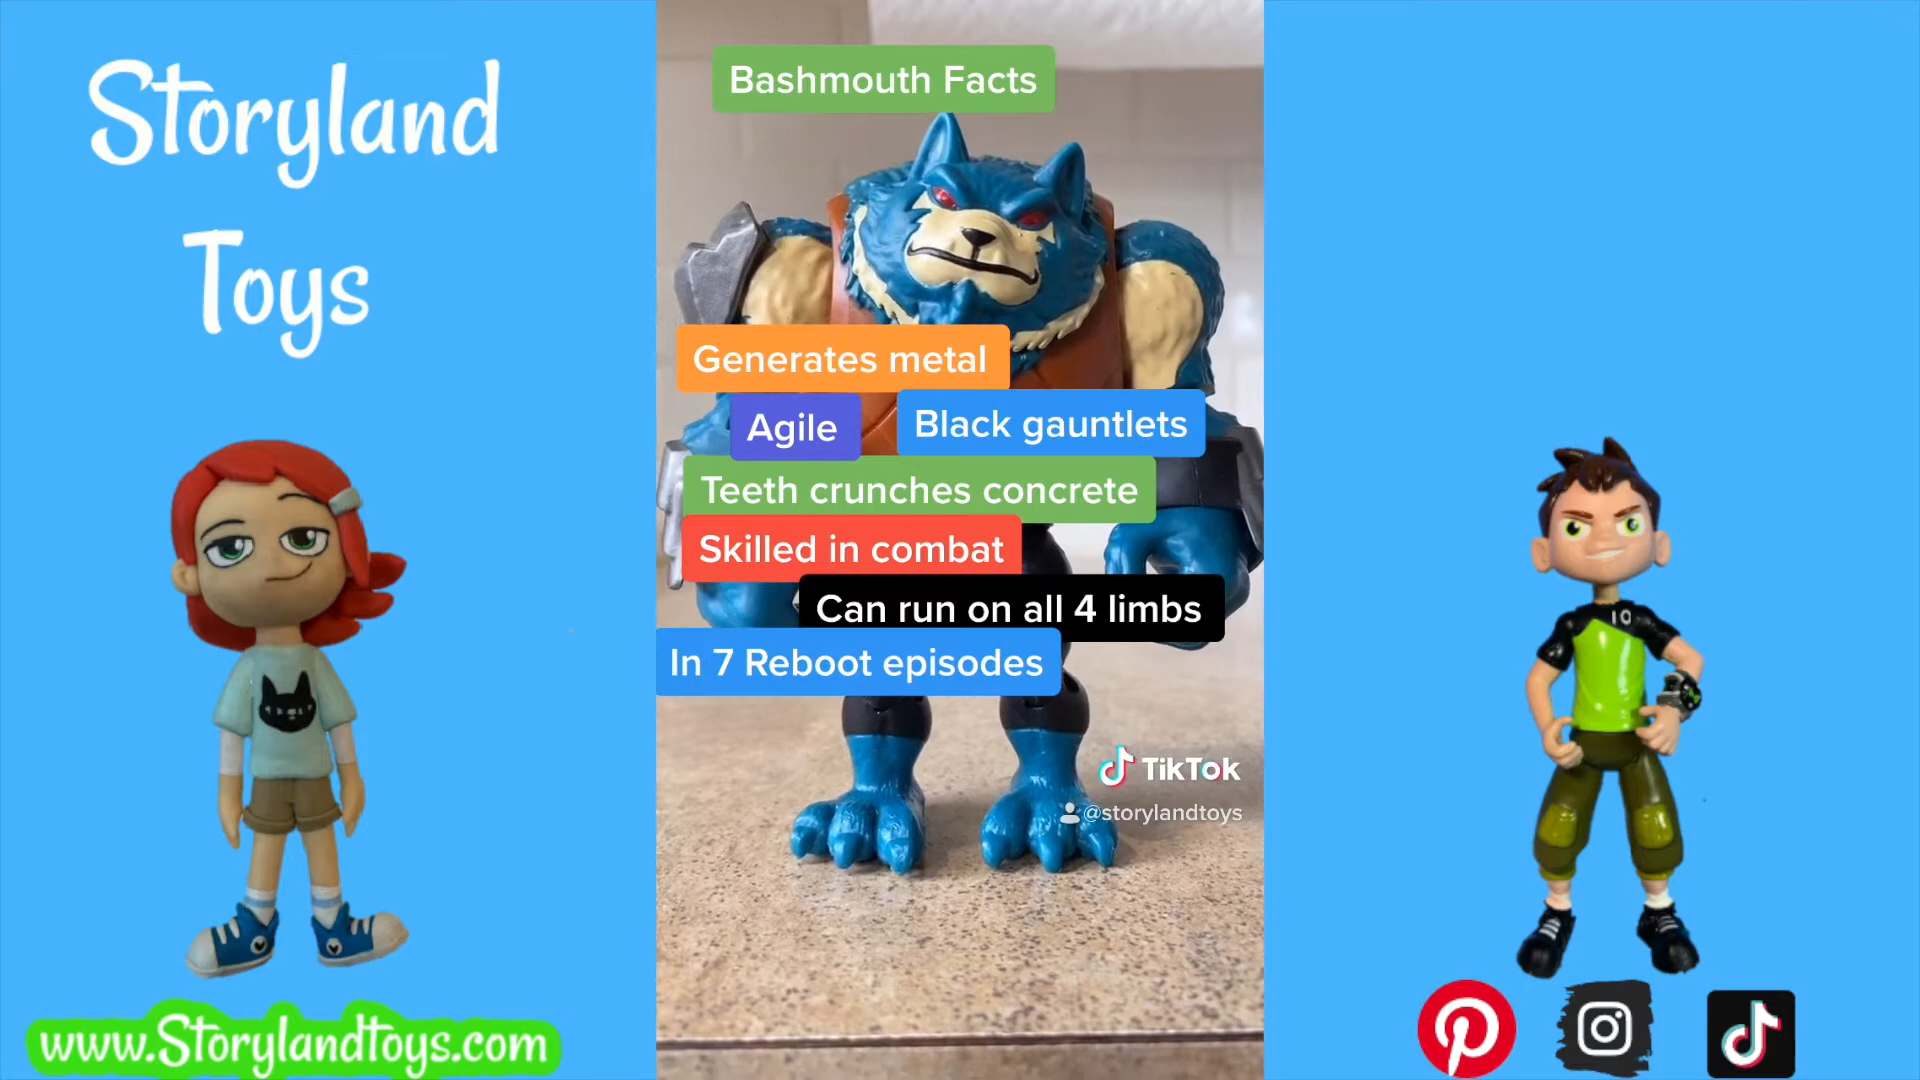 Storyland
Toys
Bashmouth Facts
Generates metal
Agile
Black gauntlets
Teeth crunches concrete
Skilled in combat
Can run on all 4 limbs
In 7 Reboot episodes
TikTok
@storylandtoys
10
www.Storylandtoys.com